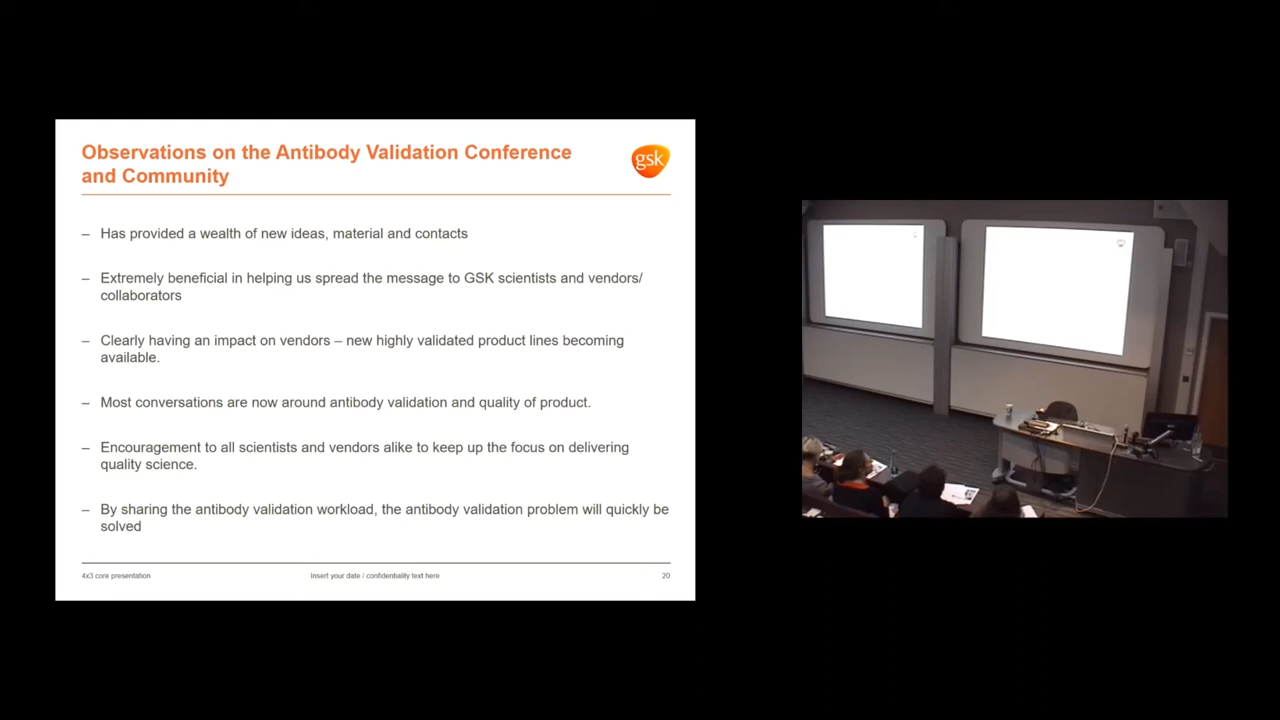 Observations on the Antibody Validation Conference
and Community
gsk
– Has provided a wealth of new ideas, material and contacts
– Extremely beneficial in helping us spread the message to GSK scientists and vendors/
collaborators
– Clearly having an impact on vendors – new highly validated product lines becoming
available.
– Most conversations are now around antibody validation and quality of product.
– Encouragement to all scientists and vendors alike to keep up the focus on delivering
quality science.
– By sharing the antibody validation workload, the antibody validation problem will quickly be
solved
4x3 core presentation
Insert your date / confidentiality text here
20